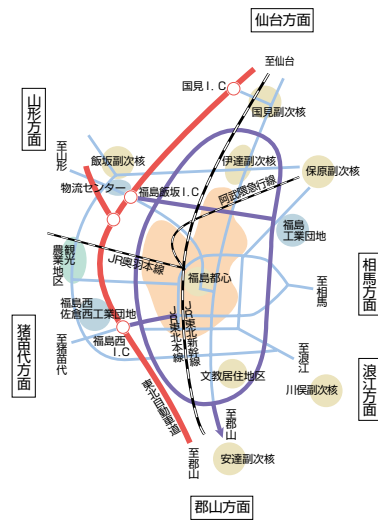 仙台方面
至仙台
国見I.C
国見副次核
山形方面
至山形
飯坂副次核
伊達副次核
保原副次核
物流センター
福島飯坂I.C
阿武隈急行線
福島
工業団地
観光
農業地区
JR奥羽本線
福島都心
至相馬
相馬方面
福島西
佐倉西工業団地
JR東北本線
JR東北新幹線
福島西
I.C
至猪苗代
猪苗代方面
至浪江
浪江方面
文教居住地区
川俣副次核
東北自動車道
至郡山
至郡山
安達副次核
郡山方面